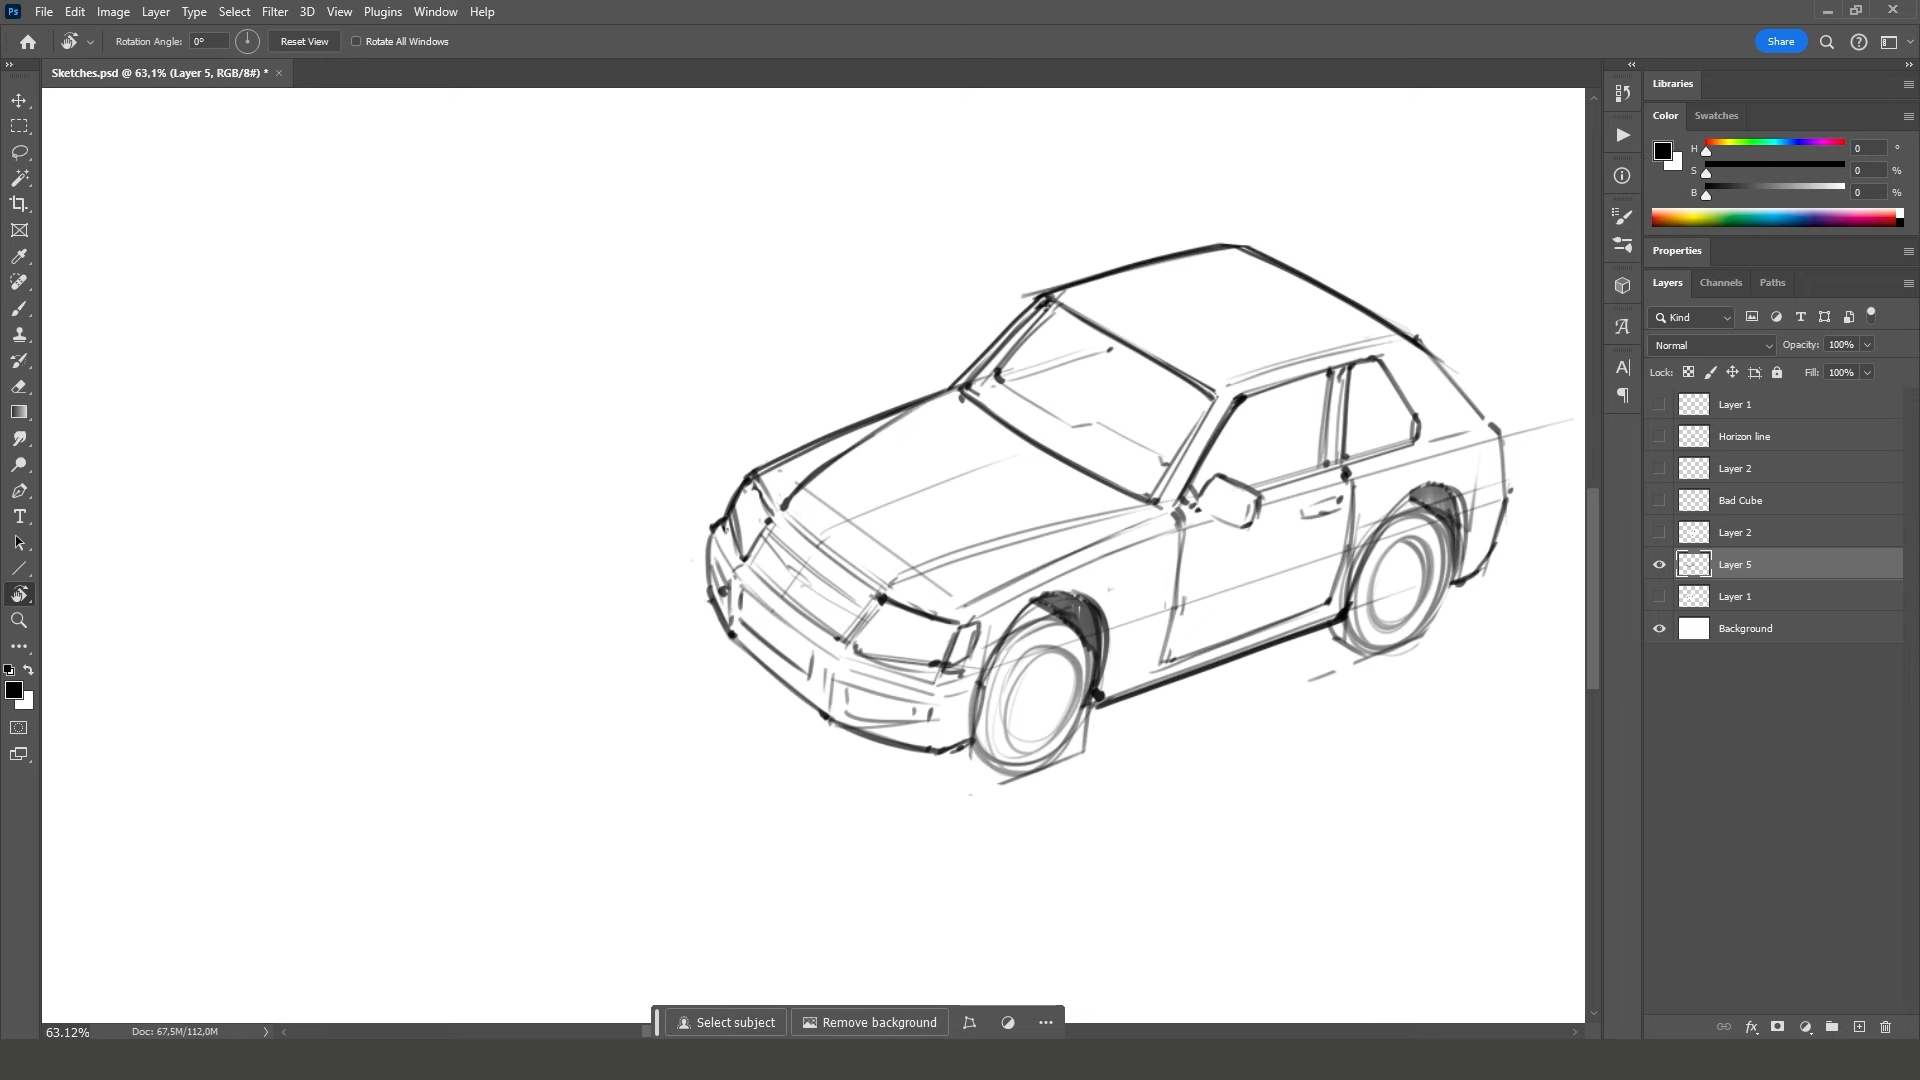 Ps File Edit Image Layer Type Select Filter 3D View Plugins Window Help
Rotation Angle: 0° Reset View Rotate All Windows Share
Sketches.psd @ 63,1% (Layer 5, RGB/8#) * ×
Libraries
Color Swatches
H 0 °
S 0 %
B 0 %
Properties
Layers Channels Paths
Kind
Normal Opacity: 100%
Lock: Fill: 100%
Layer 1
Horizon line
Layer 2
Bad Cube
Layer 2
Layer 5
Layer 1
Background
Select subject Remove background
63.12% Doc: 67,5M/112,0M
fx